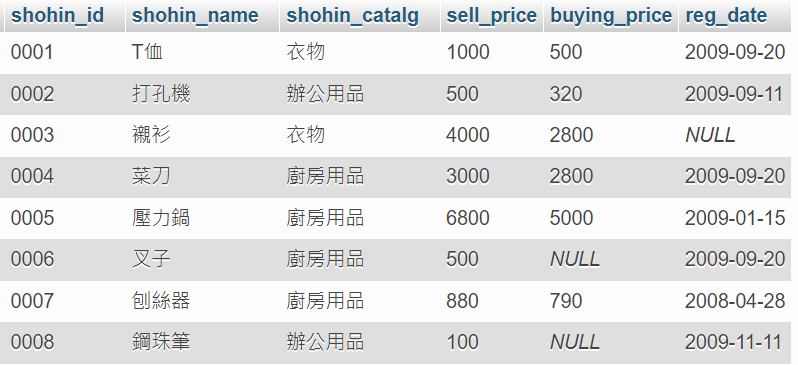 shohin_id shohin_name shohin_catalg sell_price buying_price reg_date
0001 T恤 衣物 1000 500 2009-09-20
0002 打孔機 辦公用品 500 320 2009-09-11
0003 襯衫 衣物 4000 2800 NULL
0004 菜刀 廚房用品 3000 2800 2009-09-20
0005 壓力鍋 廚房用品 6800 5000 2009-01-15
0006 叉子 廚房用品 500 NULL 2009-09-20
0007 刨絲器 廚房用品 880 790 2008-04-28
0008 鋼珠筆 辦公用品 100 NULL 2009-11-11